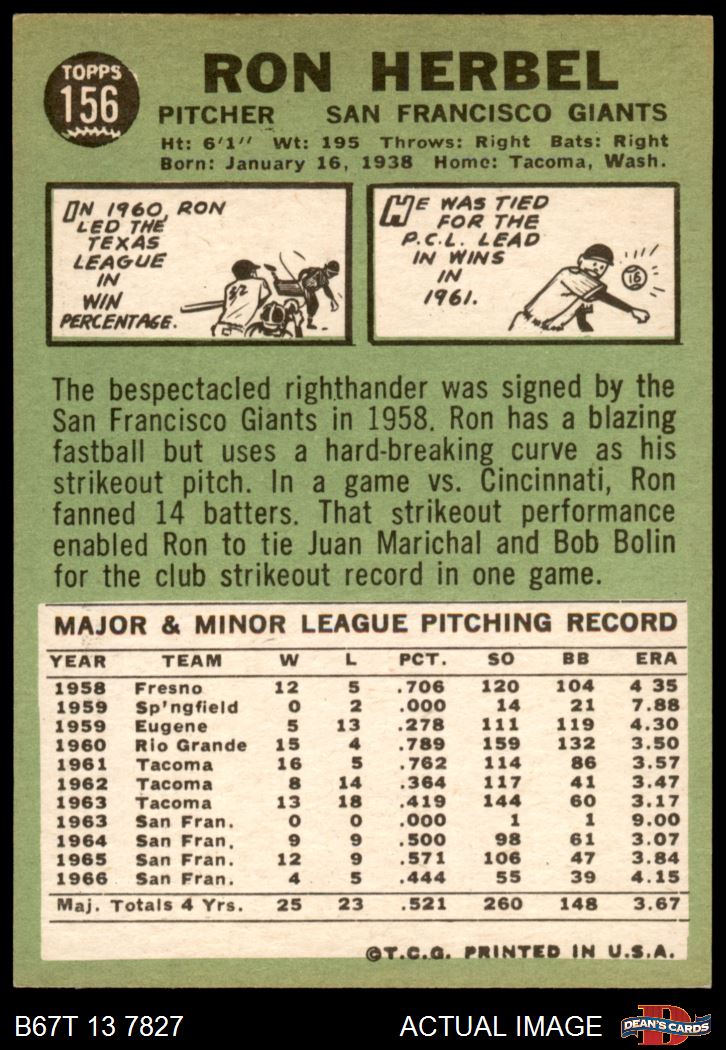 TOPPS
156
RON HERBEL
PITCHER SAN FRANCISCO GIANTS
Ht: 6'1" Wt: 195 Throws: Right Bats: Right
Born: January 16, 1938 Home: Tacoma, Wash.
IN 1960, RON
LED THE
TEXAS
LEAGUE
IN
WIN
PERCENTAGE.
32
HE WAS TIED
FOR THE
P.C.L. LEAD
IN WINS
IN
1961.
16
The bespectacled righthander was signed by the
San Francisco Giants in 1958. Ron has a blazing
fastball but uses a hard-breaking curve as his
strikeout pitch. In a game vs. Cincinnati, Ron
fanned 14 batters. That strikeout performance
enabled Ron to tie Juan Marichal and Bob Bolin
for the club strikeout record in one game.
MAJOR & MINOR LEAGUE PITCHING RECORD
YEAR TEAM W L PCT. SO BB ERA
1958 Fresno 12 5 .706 120 104 4 35
1959 Sp'ngfield 0 2 .000 14 21 7.88
1959 Eugene 5 13 .278 111 119 4.30
1960 Rio Grande 15 4 .789 159 132 3.50
1961 Tacoma 16 5 .762 114 86 3.57
1962 Tacoma 8 14 .364 117 41 3.47
1963 Tacoma 13 18 .419 144 60 3.17
1963 San Fran. 0 0 .000 1 1 9.00
1964 San Fran. 9 9 .500 98 61 3.07
1965 San Fran. 12 9 .571 106 47 3.84
1966 San Fran. 4 5 .444 55 39 4.15
Maj. Totals 4 Yrs. 25 23 .521 260 148 3.67
©T.C.G. PRINTED IN U.S.A.
B67T 13 7827 ACTUAL IMAGE
D
DEAN'S CARDS